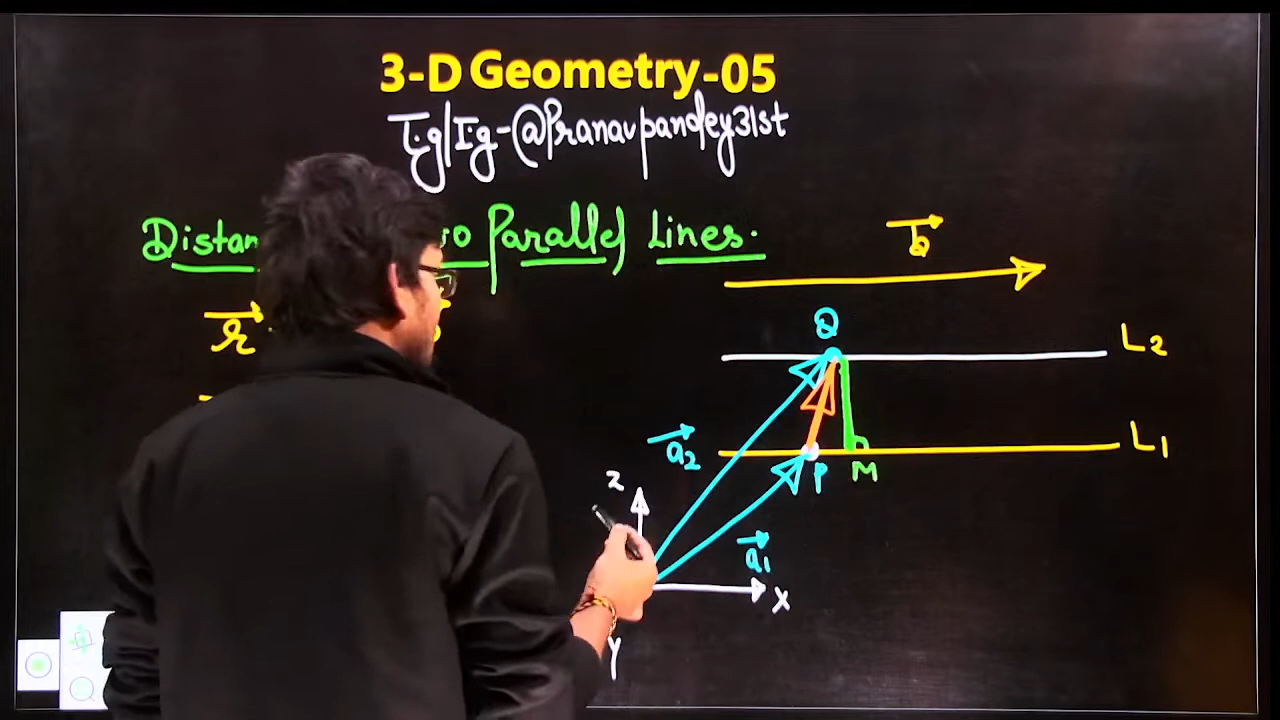 3-D Geometry-05
T.g/I.g-@Pranavpandey31st
Parallel Lines.
b
r
Q
L2
a2
L1
P M
Z
a1
X
Y